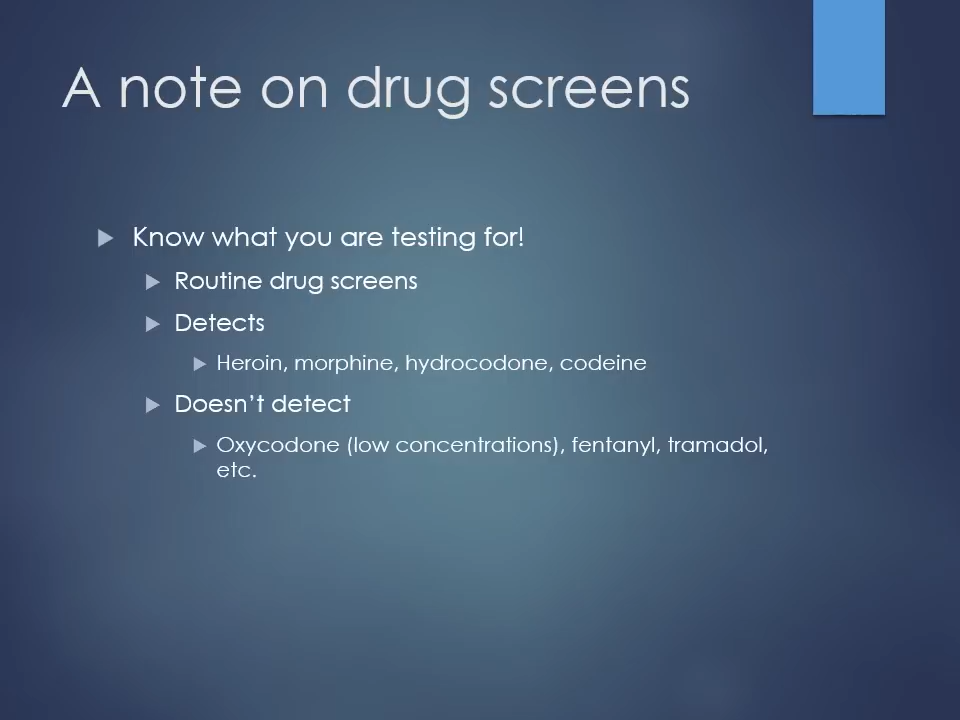 A note on drug screens
Know what you are testing for!
Routine drug screens
Detects
Heroin, morphine, hydrocodone, codeine
Doesn't detect
Oxycodone (low concentrations), fentanyl, tramadol,
etc.